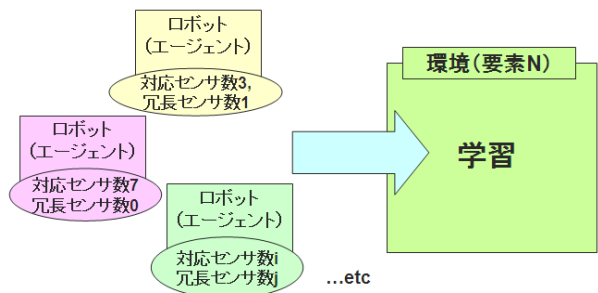 ロボット
(エージェント)
対応センサ数3,
冗長センサ数1
ロボット
(エージェント)
対応センサ数7
冗長センサ数0
ロボット
(エージェント)
対応センサ数i
冗長センサ数j
…etc
環境(要素N)
学習